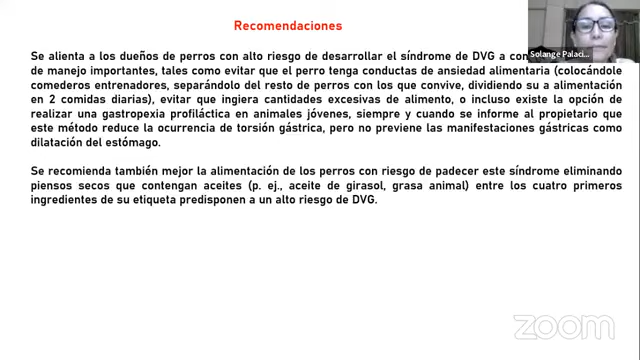 Recomendaciones
Solange Palaci...
Se alienta a los dueños de perros con alto riesgo de desarrollar el síndrome de DVG a con
de manejo importantes, tales como evitar que el perro tenga conductas de ansiedad alimentaria (colocándole
comederos entrenadores, separándolo del resto de perros con los que convive, dividiendo su a alimentación
en 2 comidas diarias), evitar que ingiera cantidades excesivas de alimento, o incluso existe la opción de
realizar una gastropexia profiláctica en animales jóvenes, siempre y cuando se informe al propietario que
este método reduce la ocurrencia de torsión gástrica, pero no previene las manifestaciones gástricas como
dilatación del estómago.
Se recomienda también mejor la alimentación de los perros con riesgo de padecer este síndrome eliminando
piensos secos que contengan aceites (p. ej., aceite de girasol, grasa animal) entre los cuatro primeros
ingredientes de su etiqueta predisponen a un alto riesgo de DVG.
zoom